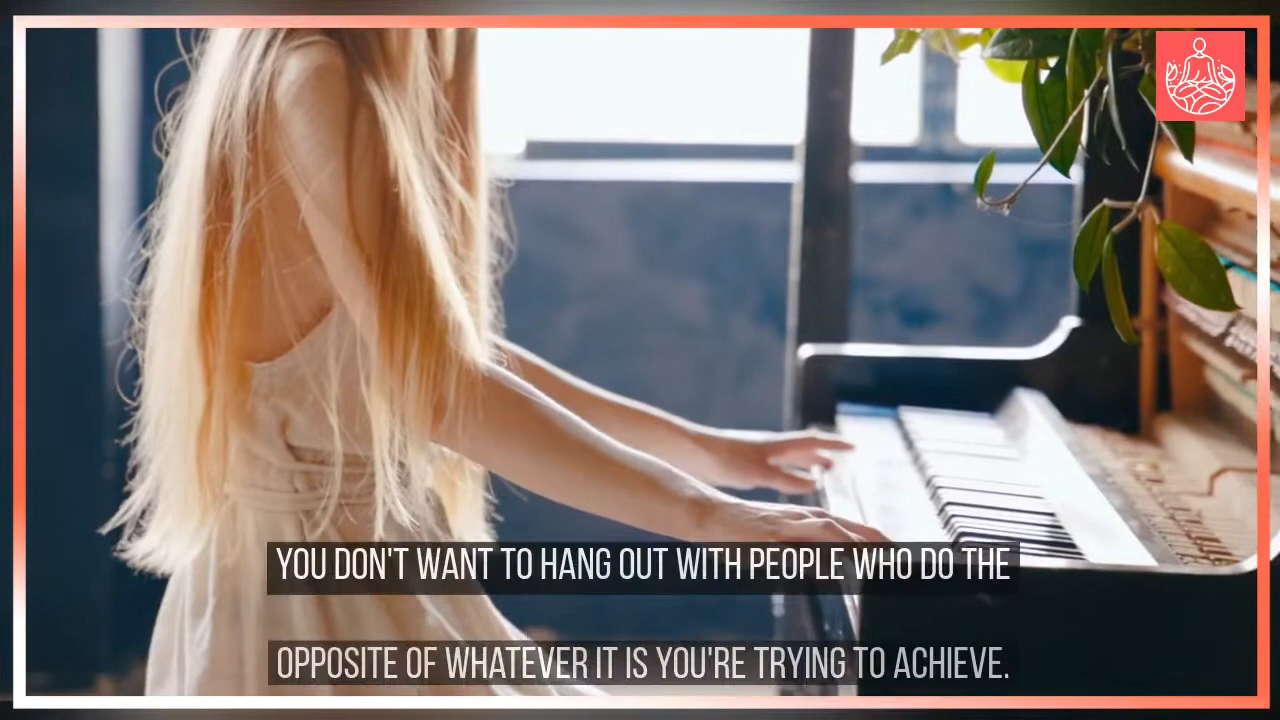 YOU DON'T WANT TO HANG OUT WITH PEOPLE WHO DO THE
OPPOSITE OF WHATEVER IT IS YOU'RE TRYING TO ACHIEVE.